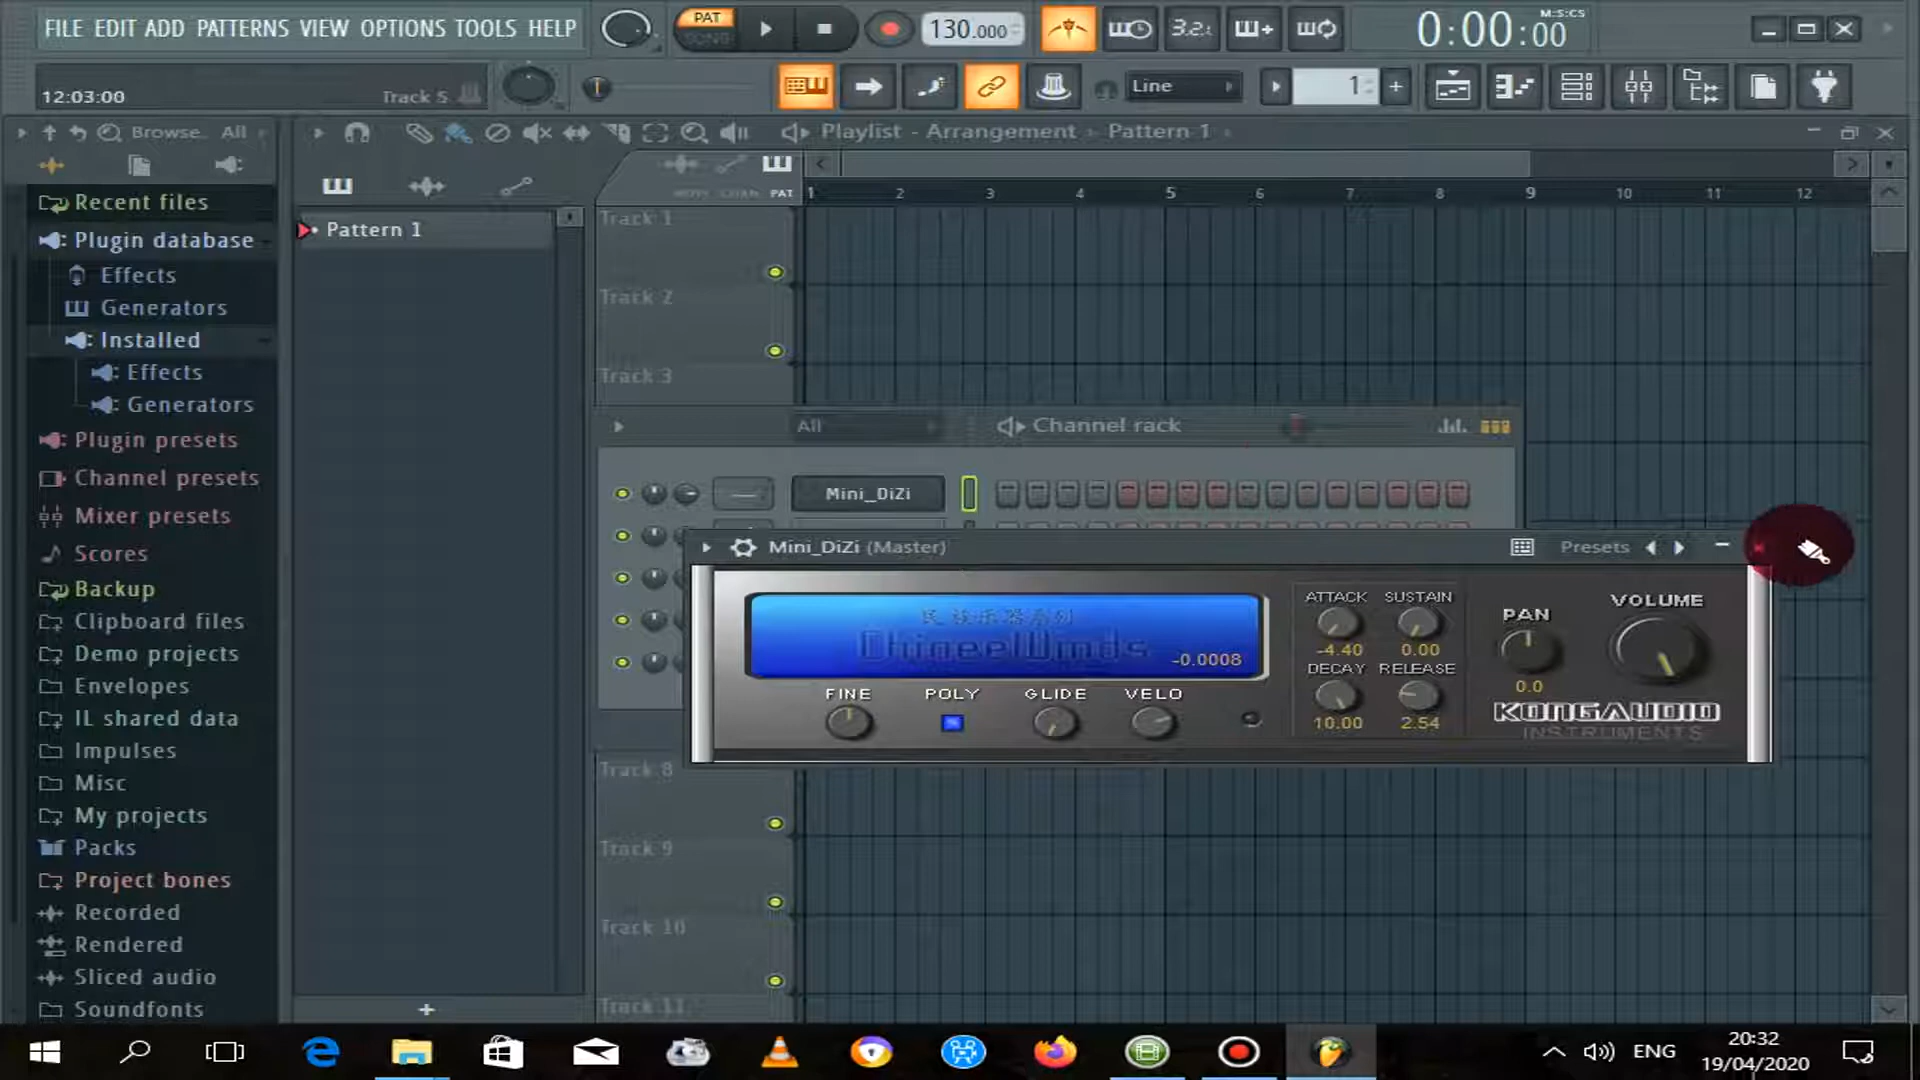 FILE EDIT ADD PATTERNS VIEW OPTIONS TOOLS HELP
PAT
SONG
130.000
3.2.
M:S:CS
0:00:00
12:03:00
Track 5
Line
1
Browse
All
Playlist - Arrangement
Pattern 1
PAT
1 2 3 4 5 6 7 8 9 10 11 12
Recent files
Plugin database
Effects
Generators
Installed
Effects
Generators
Plugin presets
Channel presets
Mixer presets
Scores
Backup
Clipboard files
Demo projects
Envelopes
IL shared data
Impulses
Misc
My projects
Packs
Project bones
Recorded
Rendered
Sliced audio
Soundfonts
Pattern 1
+
Track 1
Track 2
Track 3
All
Channel rack
Mini_DiZi
Mini_DiZi (Master)
Presets
ChineeWinds
-0.0008
FINE
POLY
GLIDE
VELO
ATTACK
SUSTAIN
-4.40
0.00
DECAY
RELEASE
10.00
2.54
PAN
0.0
VOLUME
KONGAUDIO
INSTRUMENTS
Track 8
Track 9
Track 10
Track 11
ENG
20:32
19/04/2020